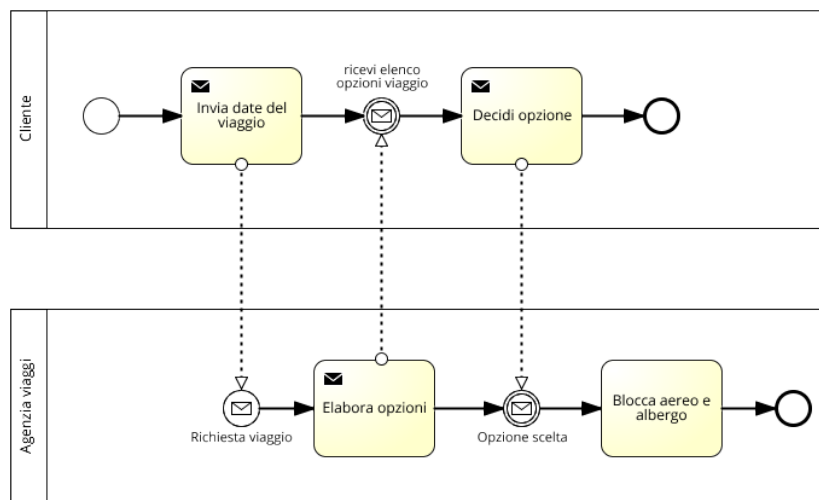 Cliente
Invia date del
viaggio
ricevi elenco
opzioni viaggio
Decidi opzione
Agenzia viaggi
Richiesta viaggio
Elabora opzioni
Opzione scelta
Blocca aereo e
albergo